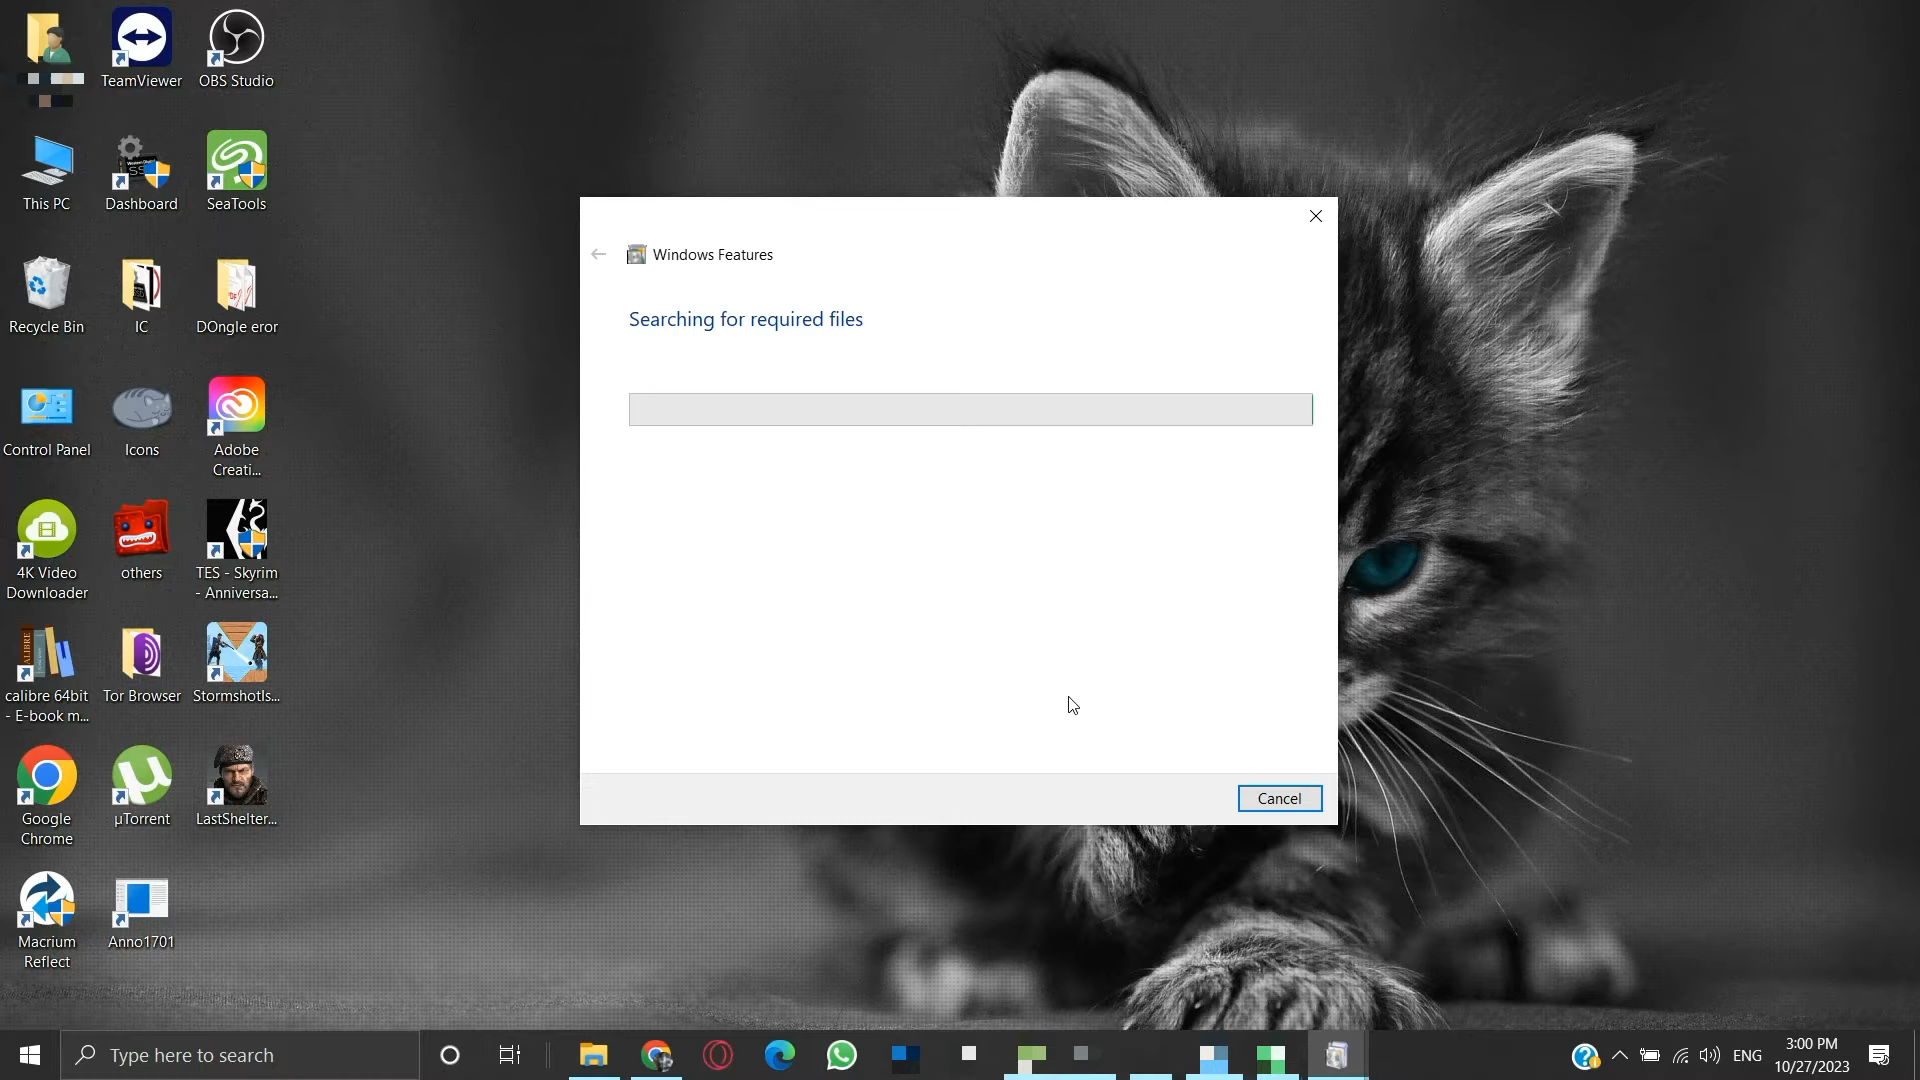 TeamViewer
OBS Studio
This PC
Dashboard
SeaTools
Recycle Bin
IC
DOngle eror
Control Panel
Icons
Adobe
Creati...
4K Video
Downloader
others
TES - Skyrim
- Anniversa...
calibre 64bit
- E-book m...
Tor Browser
StormshotIs...
Google
Chrome
µTorrent
LastShelter...
Macrium
Reflect
Anno1701
Windows Features
Searching for required files
Cancel
Type here to search
ENG
3:00 PM
10/27/2023